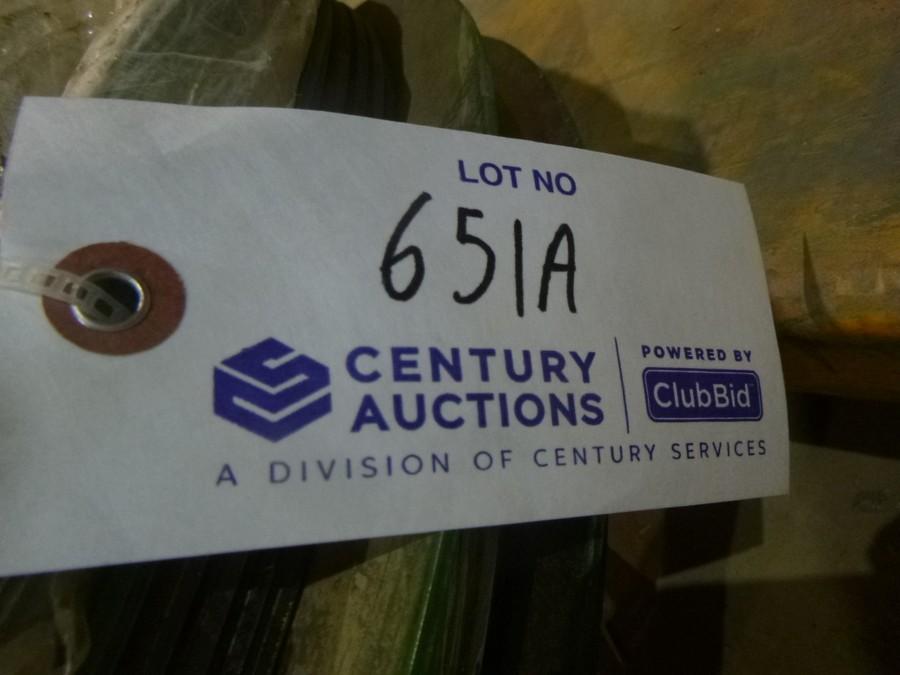 LOT NO
651A
CENTURY AUCTIONS
POWERED BY
ClubBid
A DIVISION OF CENTURY SERVICES